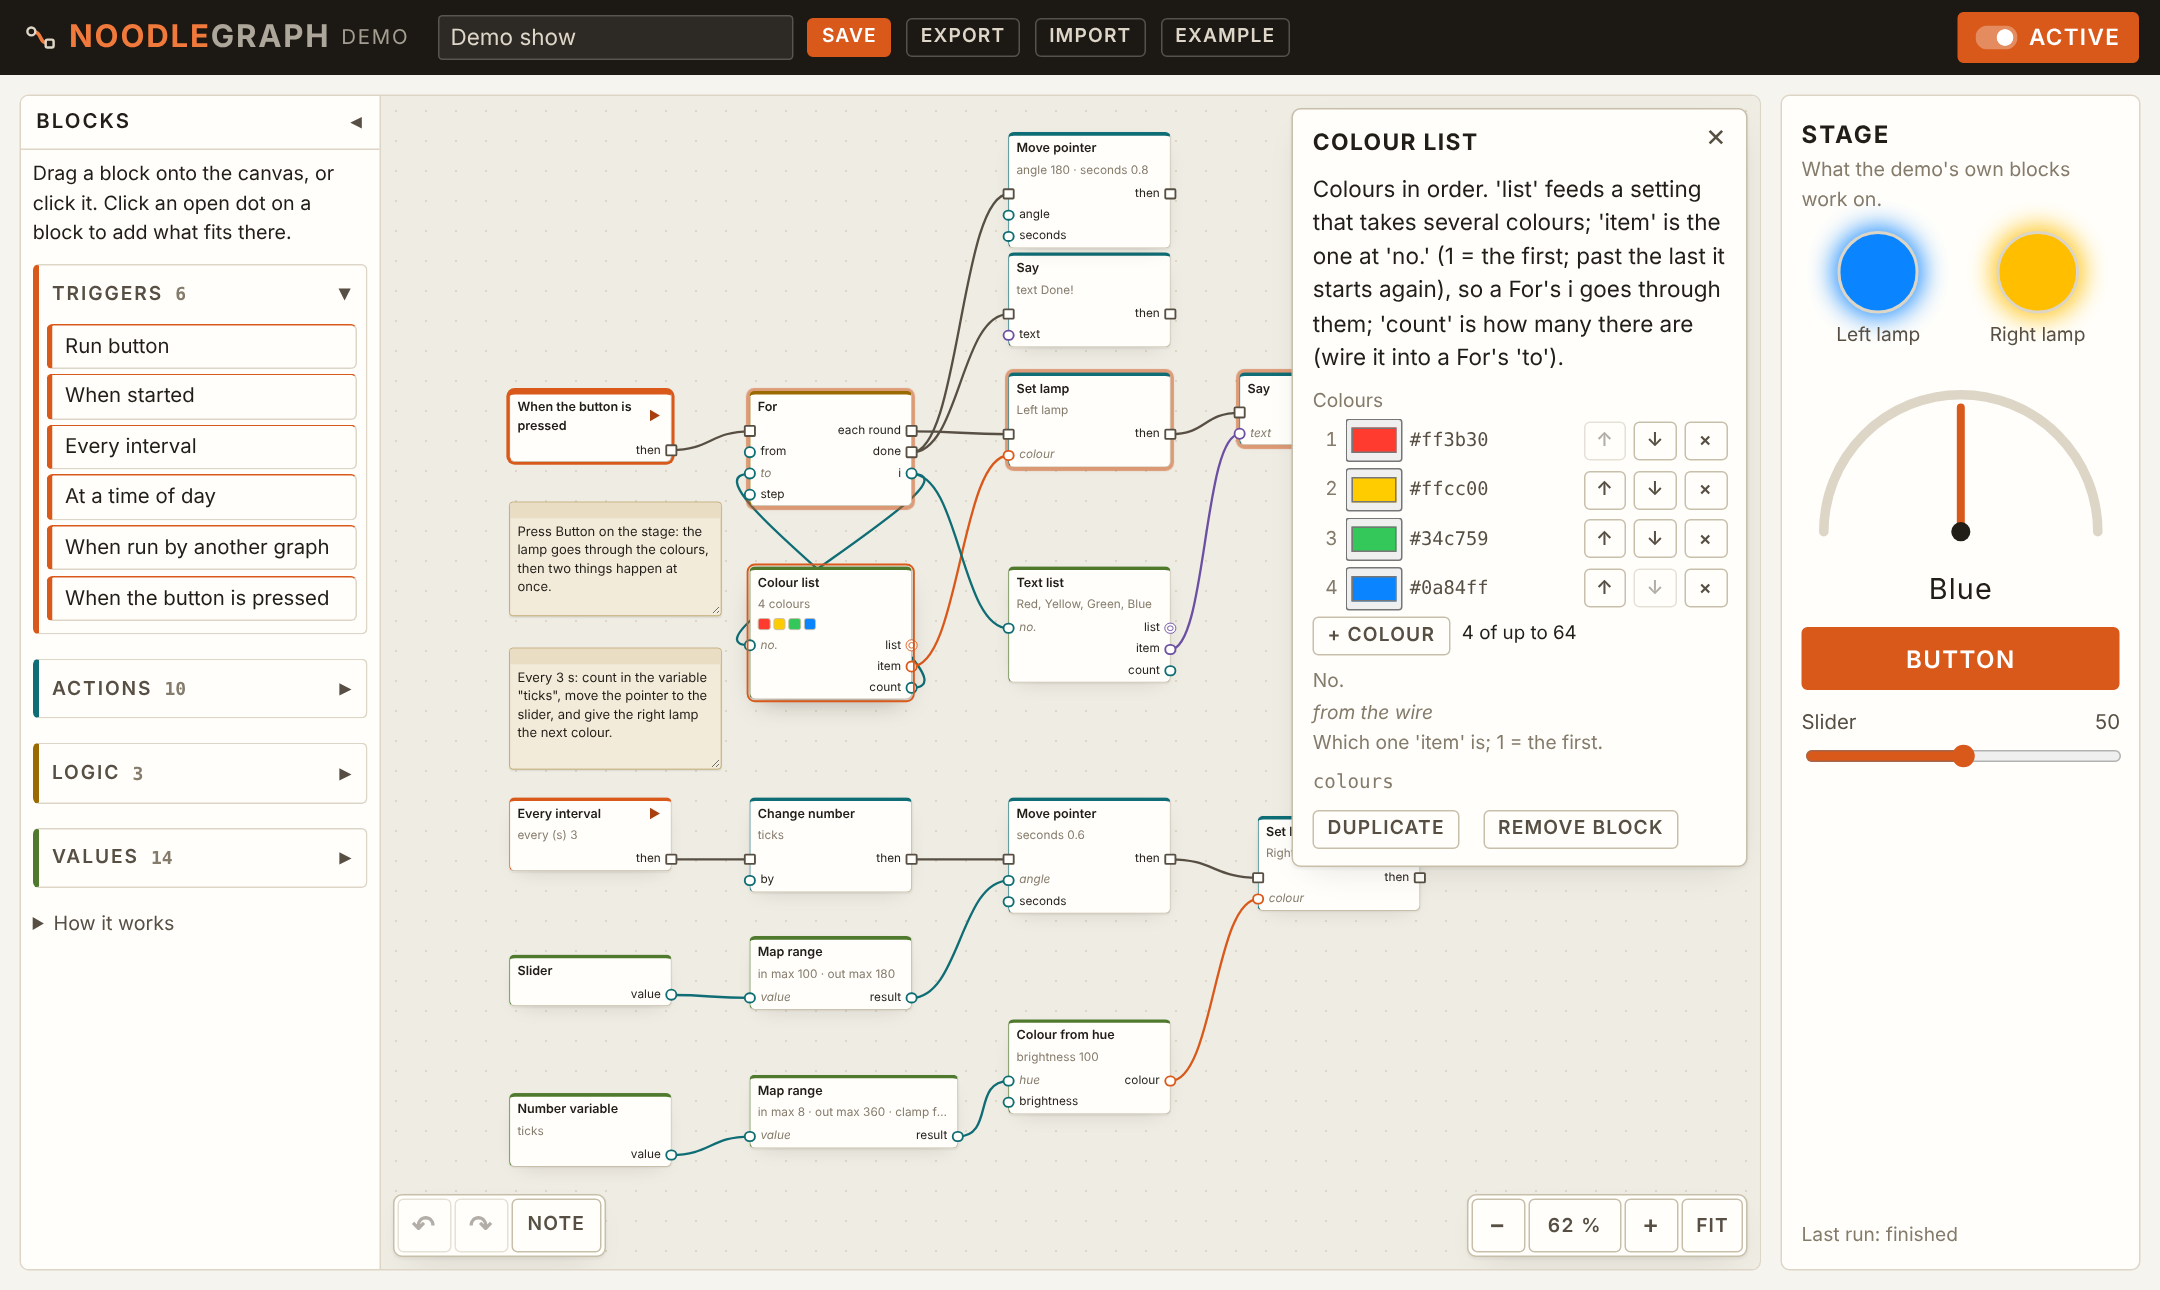 NOODLEGRAPH DEMO
Demo show
SAVE
EXPORT
IMPORT
EXAMPLE
ACTIVE
BLOCKS
Drag a block onto the canvas, or
click it. Click an open dot on a
block to add what fits there.
TRIGGERS 6
Run button
When started
Every interval
At a time of day
When run by another graph
When the button is pressed
ACTIONS 10
LOGIC 3
VALUES 14
How it works
Move pointer
angle 180 · seconds 0.8
then
angle
seconds
Say
text Done!
then
text
When the button is
pressed
then
For
each round
from
done
to
i
step
Set lamp
Left lamp
then
colour
Say
text
Press Button on the stage: the
lamp goes through the colours,
then two things happen at
once.
Colour list
4 colours
no.
list
item
count
Text list
Red, Yellow, Green, Blue
no.
list
item
count
Every 3 s: count in the variable
"ticks", move the pointer to the
slider, and give the right lamp
the next colour.
Every interval
every (s) 3
then
Change number
ticks
then
by
Move pointer
seconds 0.6
then
angle
seconds
Set
Right
then
colour
Slider
value
Map range
in max 100 · out max 180
value
result
Colour from hue
brightness 100
hue
colour
brightness
Number variable
ticks
value
Map range
in max 8 · out max 360 · clamp f…
value
result
NOTE
− 62 % + FIT
COLOUR LIST
×
Colours in order. 'list' feeds a setting
that takes several colours; 'item' is the
one at 'no.' (1 = the first; past the last it
starts again), so a For's i goes through
them; 'count' is how many there are
(wire it into a For's 'to').
Colours
1 #ff3b30 ↑ ↓ ×
2 #ffcc00 ↑ ↓ ×
3 #34c759 ↑ ↓ ×
4 #0a84ff ↑ ↓ ×
+ COLOUR 4 of up to 64
No.
from the wire
Which one 'item' is; 1 = the first.
colours
DUPLICATE
REMOVE BLOCK
STAGE
What the demo's own blocks
work on.
Left lamp
Right lamp
Blue
BUTTON
Slider 50
Last run: finished